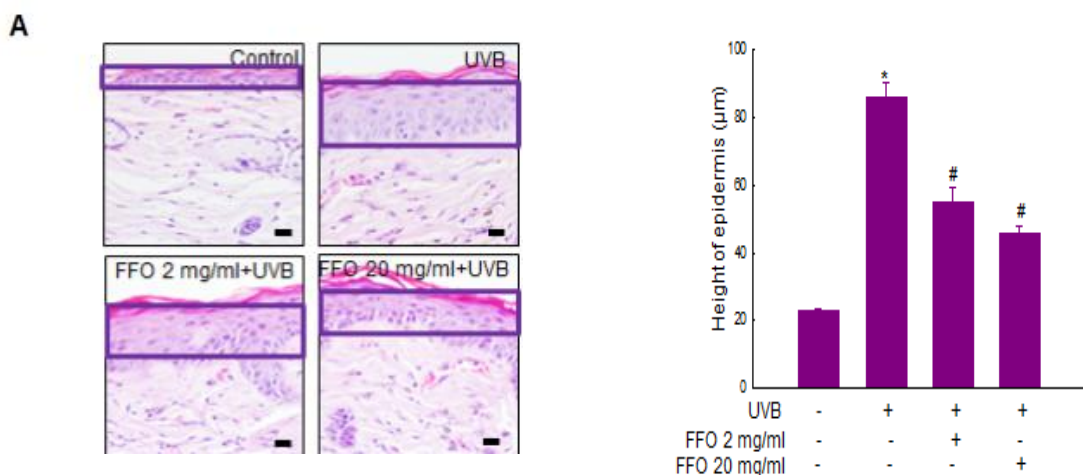 A
Control
UVB
FFO 2 mg/ml+UVB
FFO 20 mg/ml+UVB
Height of epidermis (µm)
100
80
60
40
20
0
*
#
#
UVB - + + +
FFO 2 mg/ml - - + -
FFO 20 mg/ml - - - +